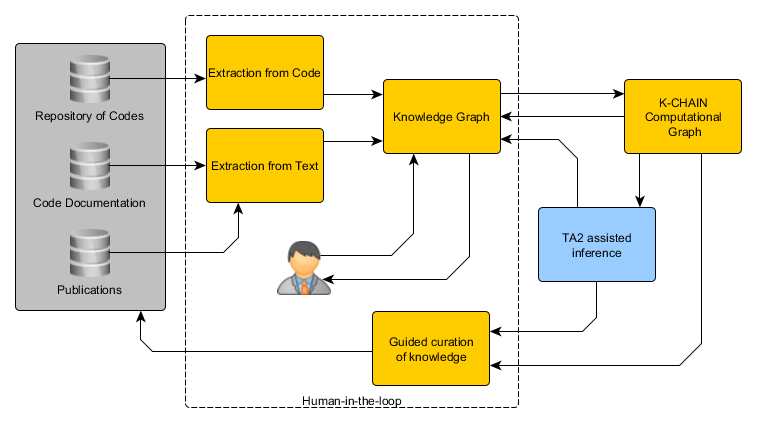 Repository of Codes
Code Documentation
Publications
Extraction from Code
Extraction from Text
Knowledge Graph
K-CHAIN
Computational
Graph
TA2 assisted
inference
Guided curation
of knowledge
Human-in-the-loop